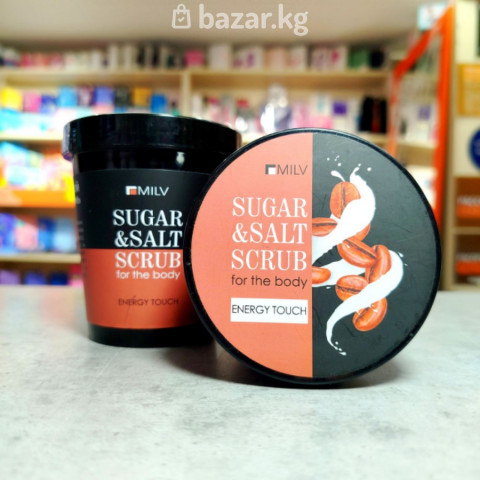 bazar.kg
MILV
SUGAR
&SALT
SCRUB
for the body
ENERGY TOUCH
MILV
SUGAR
&SALT
SCRUB
for the body
ENERGY TOUCH